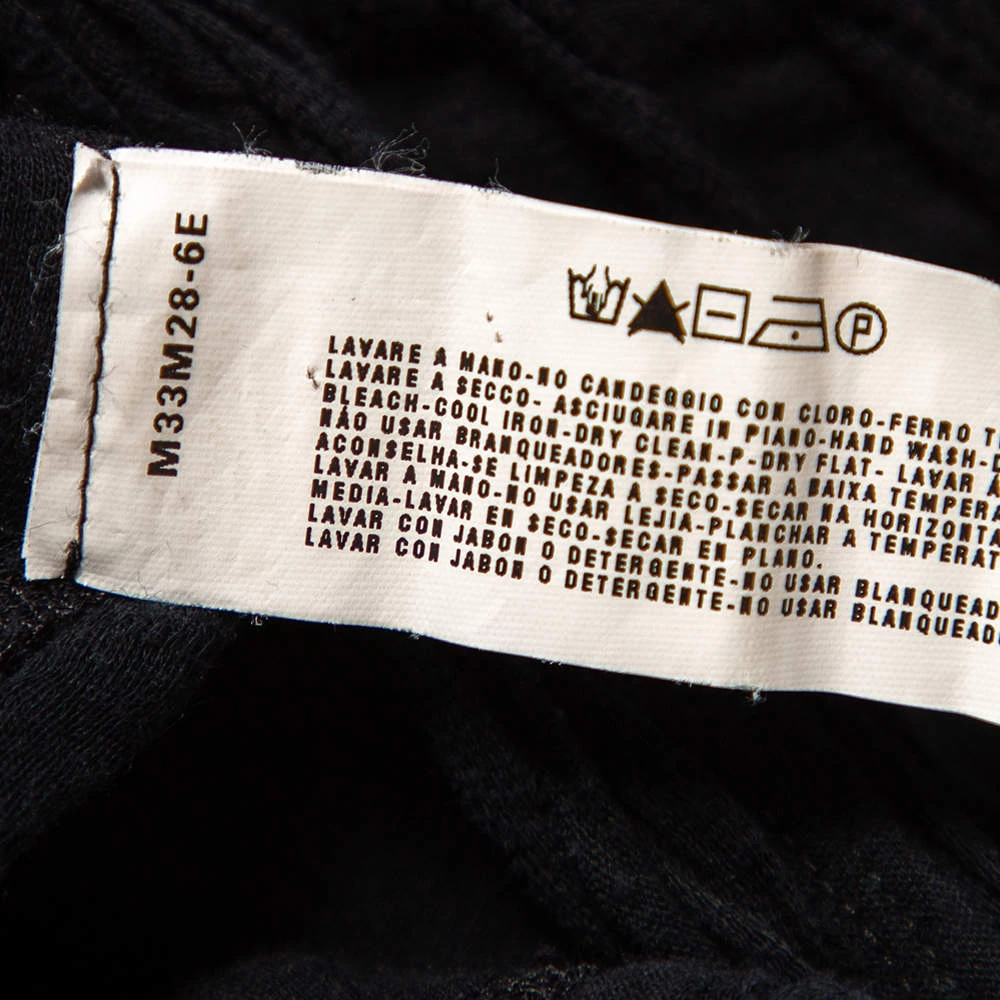 M33M28-6E
P
LAVARE A MANO-NO CANDEGGIO CON CLORO-FERRO
LAVARE A SECCO- ASCIUGARE IN PIANO-HAND WASH-
BLEACH-COOL IRON-DRY CLEAN-P-DRY FLAT- LAVAR A
NÃO USAR BRANQUEADORES-PASSAR A BAIXA TEMPERA
ACONSELHA-SE LIMPEZA A SECO-SECAR NA HORIZONTA
LAVAR A MANO-NO USAR LEJIA-PLANCHAR A TEMPERAT
MEDIA-LAVAR EN SECO-SECAR EN PLANO.
LAVAR CON JABON O DETERGENTE-NO USAR BLANQUEAD
LAVAR CON JABON O DETERGENTE-NO USAR BLANQUEADO